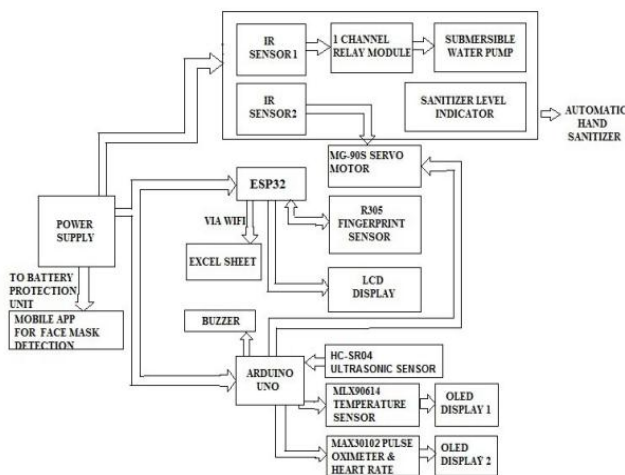 IR
SENSOR1
1 CHANNEL
RELAY MODULE
SUBMERSIBLE
WATER PUMP
IR
SENSOR2
SANITIZER LEVEL
INDICATOR
AUTOMATIC
HAND
SANITIZER
MG-90S SERVO
MOTOR
ESP32
POWER
SUPPLY
VIA WIFI
R305
FINGERPRINT
SENSOR
EXCEL SHEET
TO BATTERY
PROTECTION
UNIT
LCD
DISPLAY
MOBILE APP
FOR FACE MASK
DETECTION
BUZZER
ARDUINO
UNO
HC-SR04
ULTRASONIC SENSOR
MLX90614
TEMPERATURE
SENSOR
OLED
DISPLAY 1
MAX30102 PULSE
OXIMETER &
HEART RATE
OLED
DISPLAY 2